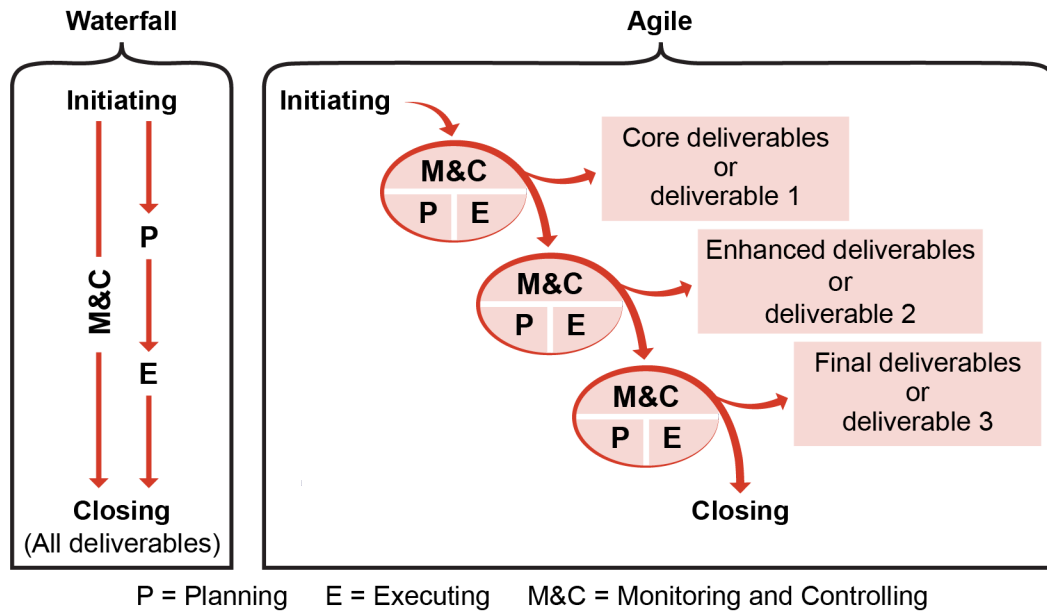 Waterfall
Initiating
M&C
P
E
Closing
(All deliverables)
Agile
Initiating
M&C
P
E
Core deliverables
or
deliverable 1
M&C
P
E
Enhanced deliverables
or
deliverable 2
M&C
P
E
Final deliverables
or
deliverable 3
Closing
P = Planning E = Executing M&C = Monitoring and Controlling